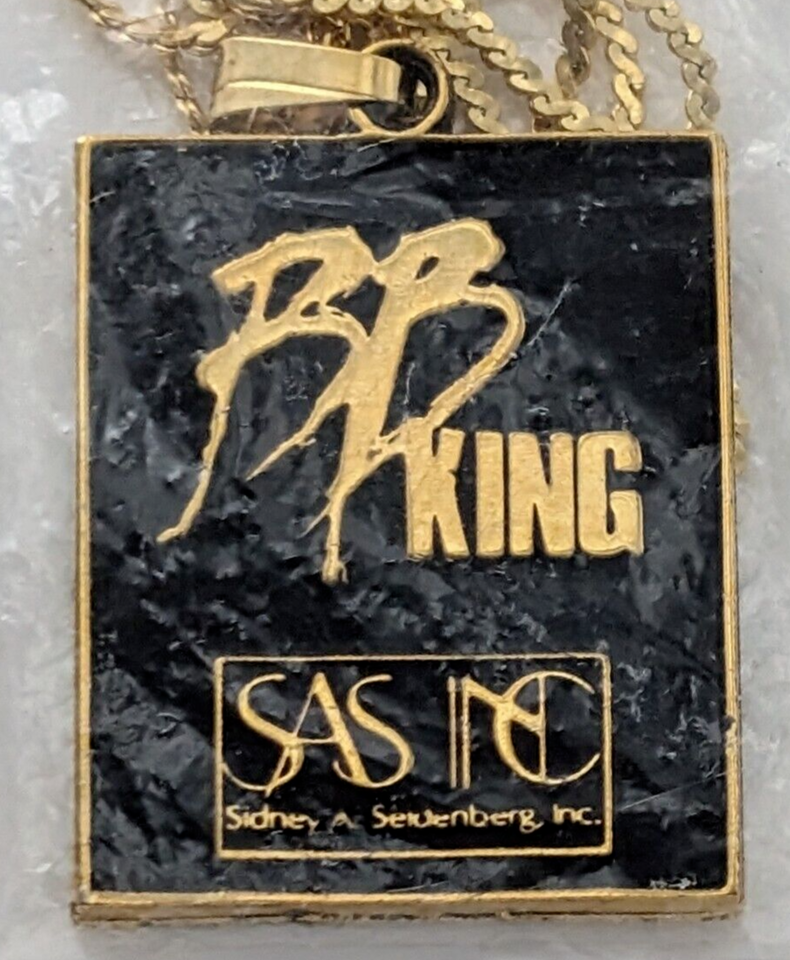 BB
KING
SAS INC
Sidney A. Seidenberg, Inc.